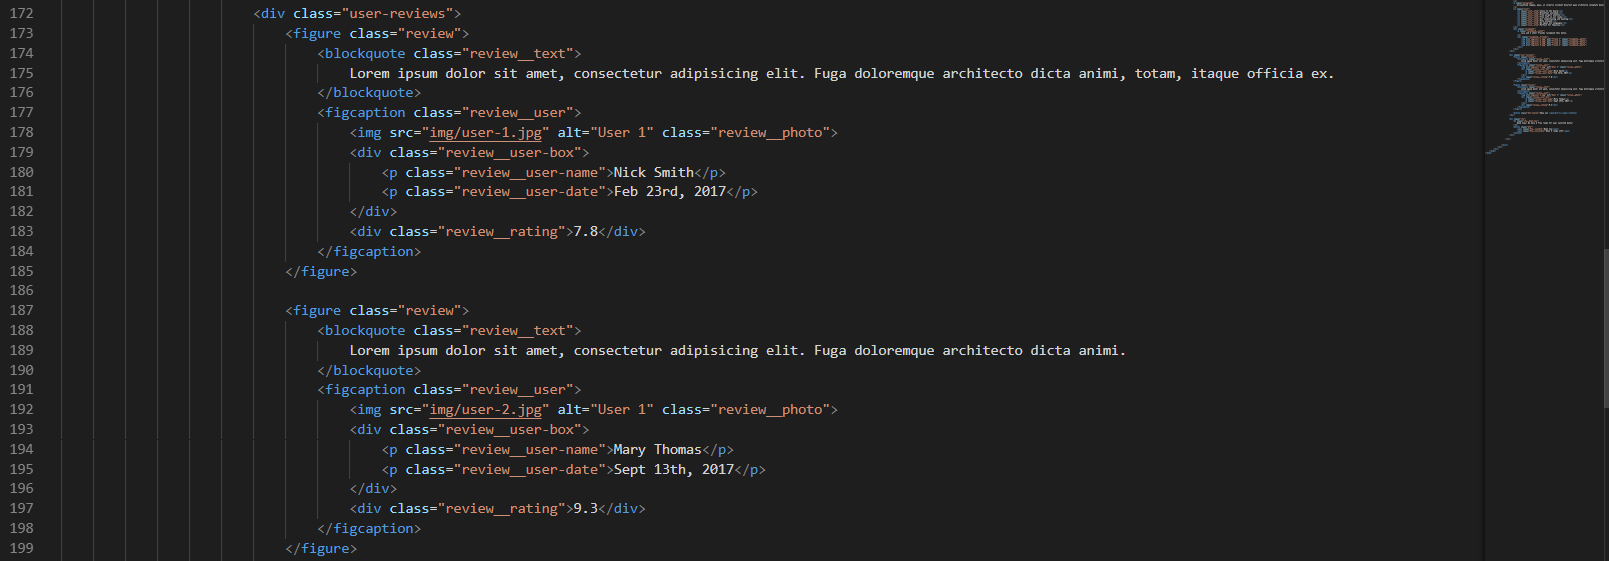 172 <div class="user-reviews">
173 <figure class="review">
174 <blockquote class="review__text">
175 Lorem ipsum dolor sit amet, consectetur adipisicing elit. Fuga doloremque architecto dicta animi, totam, itaque officia ex.
176 </blockquote>
177 <figcaption class="review__user">
178 <img src="img/user-1.jpg" alt="User 1" class="review__photo">
179 <div class="review__user-box">
180 <p class="review__user-name">Nick Smith</p>
181 <p class="review__user-date">Feb 23rd, 2017</p>
182 </div>
183 <div class="review__rating">7.8</div>
184 </figcaption>
185 </figure>
186
187 <figure class="review">
188 <blockquote class="review__text">
189 Lorem ipsum dolor sit amet, consectetur adipisicing elit. Fuga doloremque architecto dicta animi.
190 </blockquote>
191 <figcaption class="review__user">
192 <img src="img/user-2.jpg" alt="User 1" class="review__photo">
193 <div class="review__user-box">
194 <p class="review__user-name">Mary Thomas</p>
195 <p class="review__user-date">Sept 13th, 2017</p>
196 </div>
197 <div class="review__rating">9.3</div>
198 </figcaption>
199 </figure>